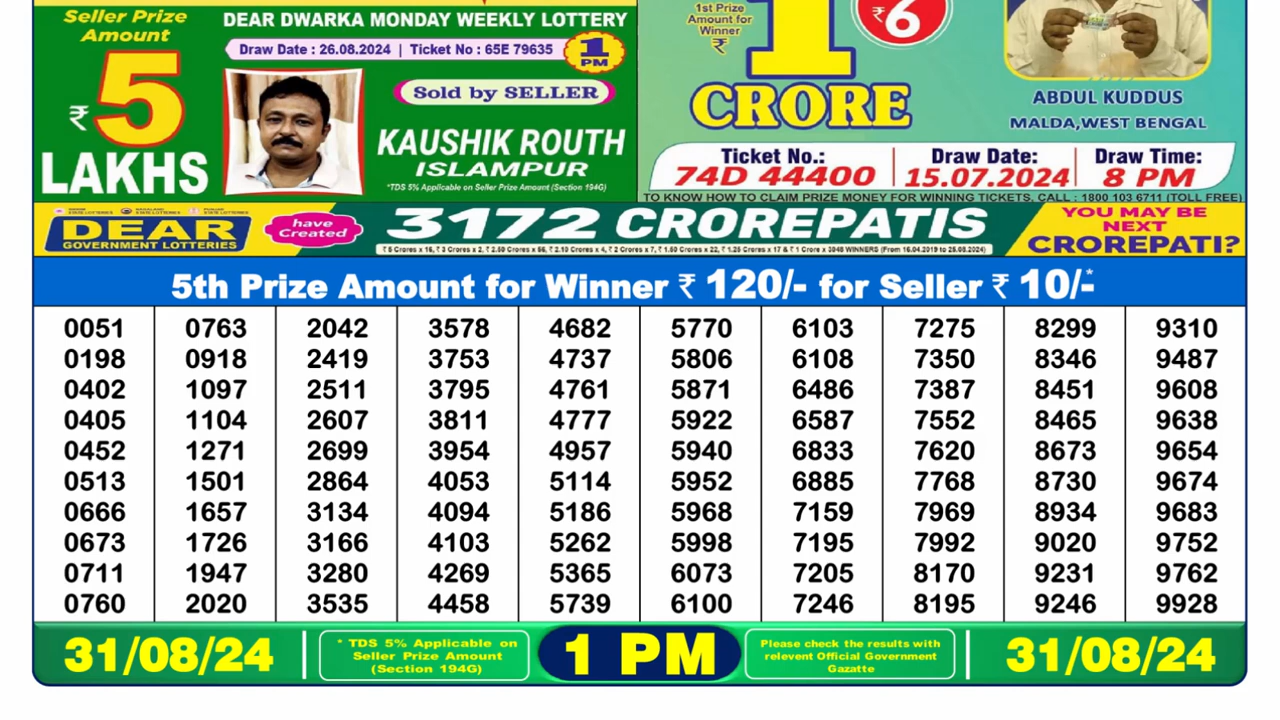 Seller Prize
Amount
₹ 5
LAKHS
DEAR DWARKA MONDAY WEEKLY LOTTERY
Draw Date : 26.08.2024 | Ticket No : 65E 79635
1
PM
Sold by SELLER
KAUSHIK ROUTH
ISLAMPUR
*TDS 5% Applicable on Seller Prize Amount (Section 194G)
1st Prize
Amount for
Winner
₹
1
CRORE
₹6
ABDUL KUDDUS
MALDA,WEST BENGAL
Ticket No.: Draw Date: Draw Time:
74D 44400 15.07.2024 8 PM
TO KNOW HOW TO CLAIM PRIZE MONEY FOR WINNING TICKETS, CALL : 1800 103 6711 (TOLL FREE)
DEAR
GOVERNMENT LOTTERIES
have
Created
3172 CROREPATIS
YOU MAY BE
NEXT
CROREPATI?
5th Prize Amount for Winner ₹ 120/- for Seller ₹ 10/-*
0051 0763 2042 3578 4682 5770 6103 7275 8299 9310
0198 0918 2419 3753 4737 5806 6108 7350 8346 9487
0402 1097 2511 3795 4761 5871 6486 7387 8451 9608
0405 1104 2607 3811 4777 5922 6587 7552 8465 9638
0452 1271 2699 3954 4957 5940 6833 7620 8673 9654
0513 1501 2864 4053 5114 5952 6885 7768 8730 9674
0666 1657 3134 4094 5186 5968 7159 7969 8934 9683
0673 1726 3166 4103 5262 5998 7195 7992 9020 9752
0711 1947 3280 4269 5365 6073 7205 8170 9231 9762
0760 2020 3535 4458 5739 6100 7246 8195 9246 9928
31/08/24
* TDS 5% Applicable on
Seller Prize Amount
(Section 194G)
1 PM
Please check the results with
relevent Official Government
Gazatte
31/08/24